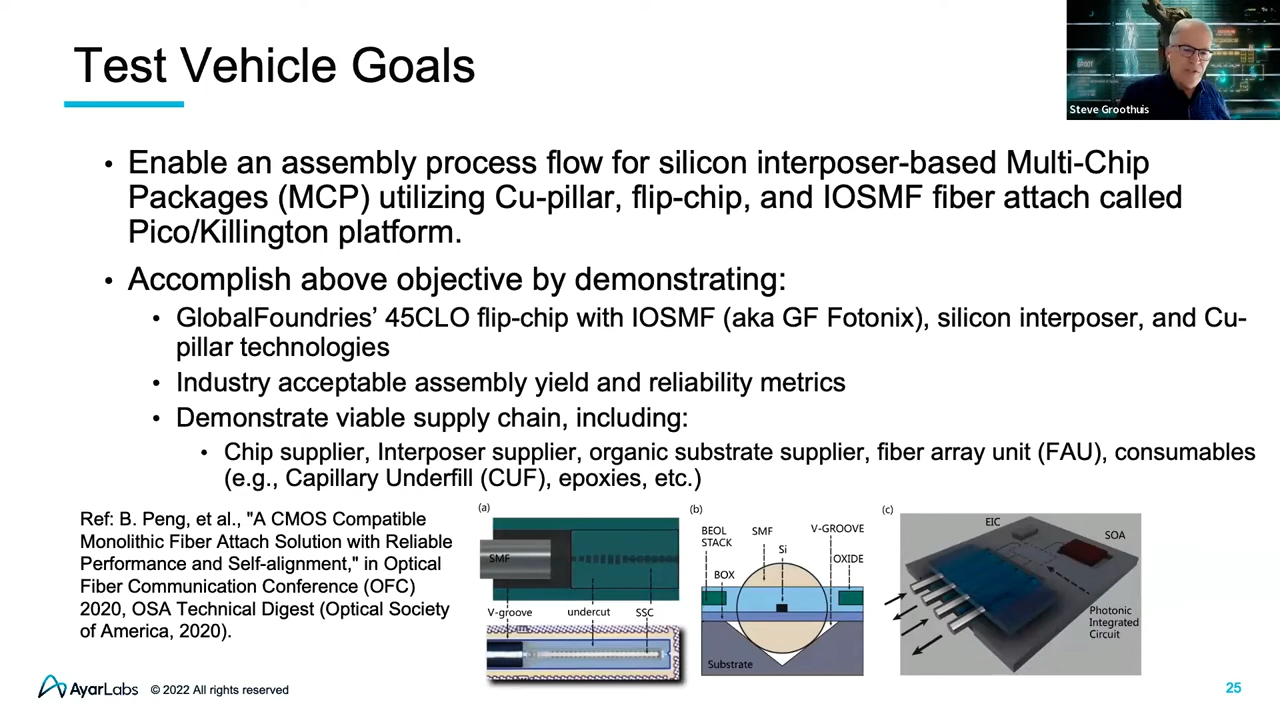 Test Vehicle Goals
Steve Groothuis
• Enable an assembly process flow for silicon interposer-based Multi-Chip
Packages (MCP) utilizing Cu-pillar, flip-chip, and IOSMF fiber attach called
Pico/Killington platform.
• Accomplish above objective by demonstrating:
• GlobalFoundries’ 45CLO flip-chip with IOSMF (aka GF Fotonix), silicon interposer, and Cu-
pillar technologies
• Industry acceptable assembly yield and reliability metrics
• Demonstrate viable supply chain, including:
• Chip supplier, Interposer supplier, organic substrate supplier, fiber array unit (FAU), consumables
(e.g., Capillary Underfill (CUF), epoxies, etc.)
Ref: B. Peng, et al., "A CMOS Compatible
Monolithic Fiber Attach Solution with Reliable
Performance and Self-alignment," in Optical
Fiber Communication Conference (OFC)
2020, OSA Technical Digest (Optical Society
of America, 2020).
(a)
SMF
V-groove undercut SSC
(b)
BEOL
STACK
SMF
V-GROOVE
Si
OXIDE
BOX
Substrate
(c)
EIC
SOA
Photonic
Integrated
Circuit
AyarLabs © 2022 All rights reserved
25